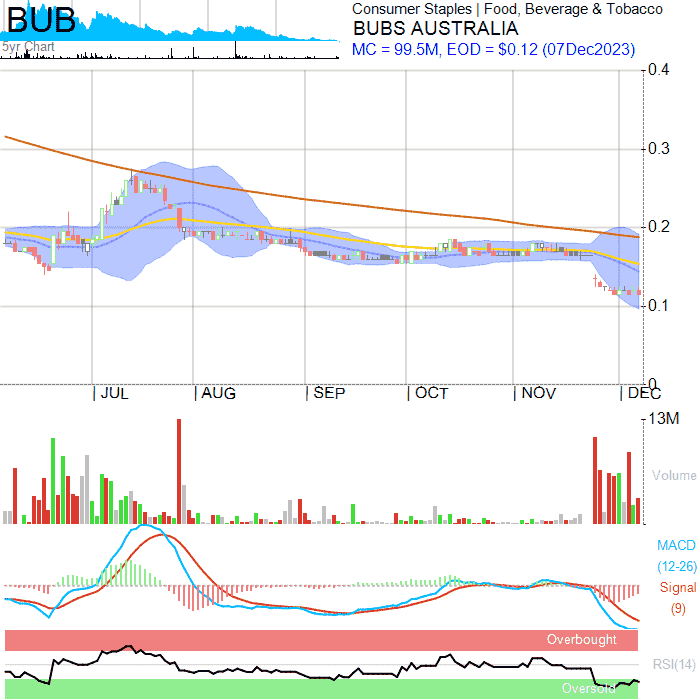 BUB
5yr Chart
Consumer Staples | Food, Beverage & Tobacco
BUBS AUSTRALIA
MC = 99.5M, EOD = $0.12 (07Dec2023)
0.4
0.3
0.2
0.1
0
JUL AUG SEP OCT NOV DEC
13M
Volume
MACD
(12-26)
Signal
(9)
Overbought
RSI(14)
Oversold